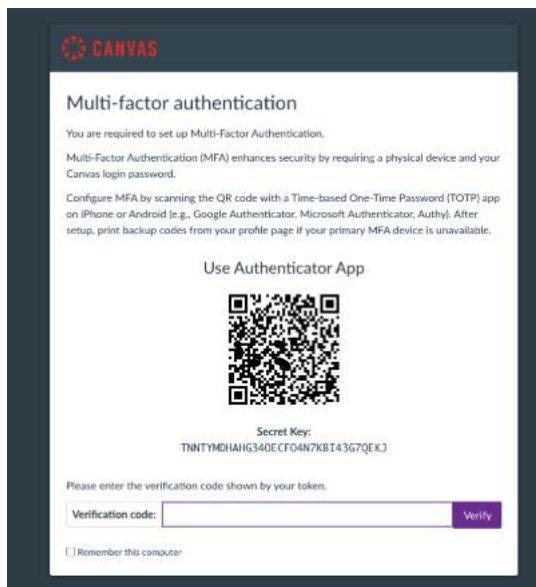 CANVAS
Multi-factor authentication
You are required to set up Multi-Factor Authentication.
Multi-Factor Authentication (MFA) enhances security by requiring a physical device and your
Canvas login password.
Configure MFA by scanning the QR code with a Time-based One-Time Password (TOTP) app
on iPhone or Android (e.g., Google Authenticator, Microsoft Authenticator, Authy). After
setup, print backup codes from your profile page if your primary MFA device is unavailable.
Use Authenticator App
Secret Key:
TNNTYMDHAHG34OECFO4N7KBI43G7QEKJ
Please enter the verification code shown by your token.
Verification code:
Verify
Remember this computer